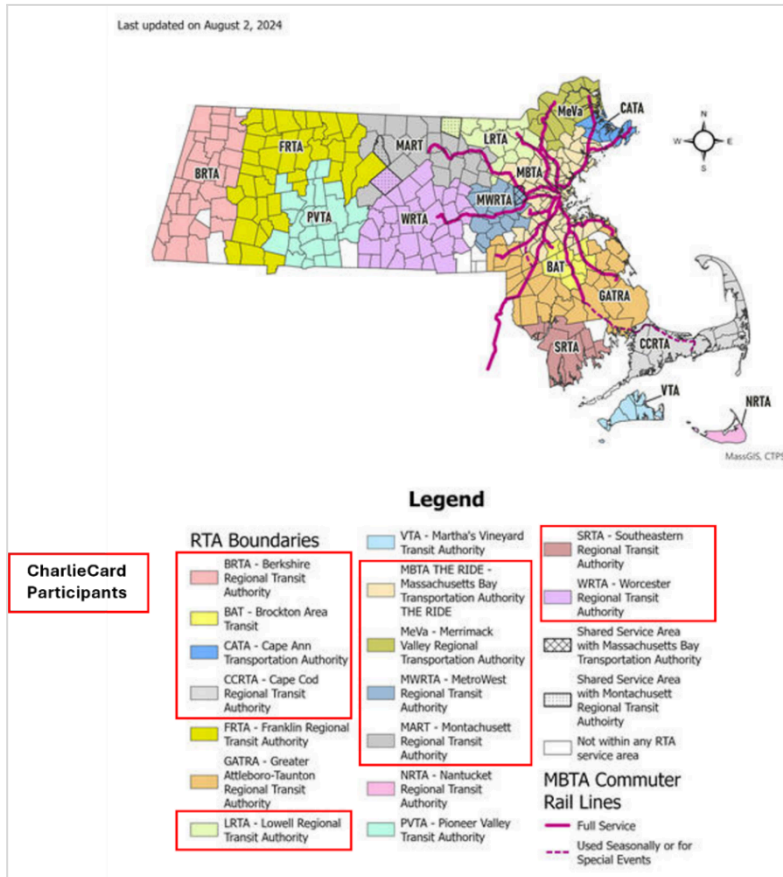 Last updated on August 2, 2024
MeVa
CATA
N
W
E
S
LRTA
MART
FRTA
MBTA
BRTA
MWRTA
PVTA
WRTA
BAT
GATRA
SRTA
CCRTA
VTA
NRTA
MassGIS, CTPS
Legend
CharlieCard
Participants
RTA Boundaries
BRTA - Berkshire
Regional Transit
Authority
BAT - Brockton Area
Transit
CATA - Cape Ann
Transportation Authority
CCRTA - Cape Cod
Regional Transit
Authority
FRTA - Franklin Regional
Transit Authority
GATRA - Greater
Attleboro-Taunton
Regional Transit
Authority
LRTA - Lowell Regional
Transit Authority
VTA - Martha's Vineyard
Transit Authority
MBTA THE RIDE -
Massachusetts Bay
Transportation Authority
THE RIDE
MeVa - Merrimack
Valley Regional
Transportation Authority
MWRTA - MetroWest
Regional Transit
Authority
MART - Montachusett
Regional Transit
Authority
NRTA - Nantucket
Regional Transit
Authority
PVTA - Pioneer Valley
Transit Authority
SRTA - Southeastern
Regional Transit
Authority
WRTA - Worcester
Regional Transit
Authority
Shared Service Area
with Massachusetts Bay
Transportation Authority
Shared Service Area
with Montachusett
Regional Transit
Authoirty
Not within any RTA
service area
MBTA Commuter
Rail Lines
Full Service
Used Seasonally or for
Special Events